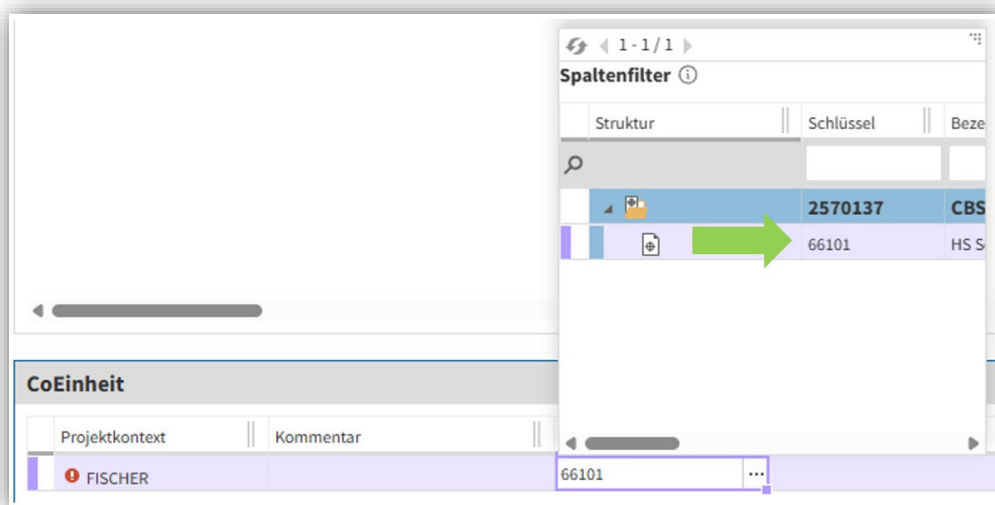 1-1/1
Spaltenfilter
Struktur Schlüssel Beze
2570137 CBS
66101 HS S
CoEinheit
Projektkontext Kommentar
FISCHER 66101 ...